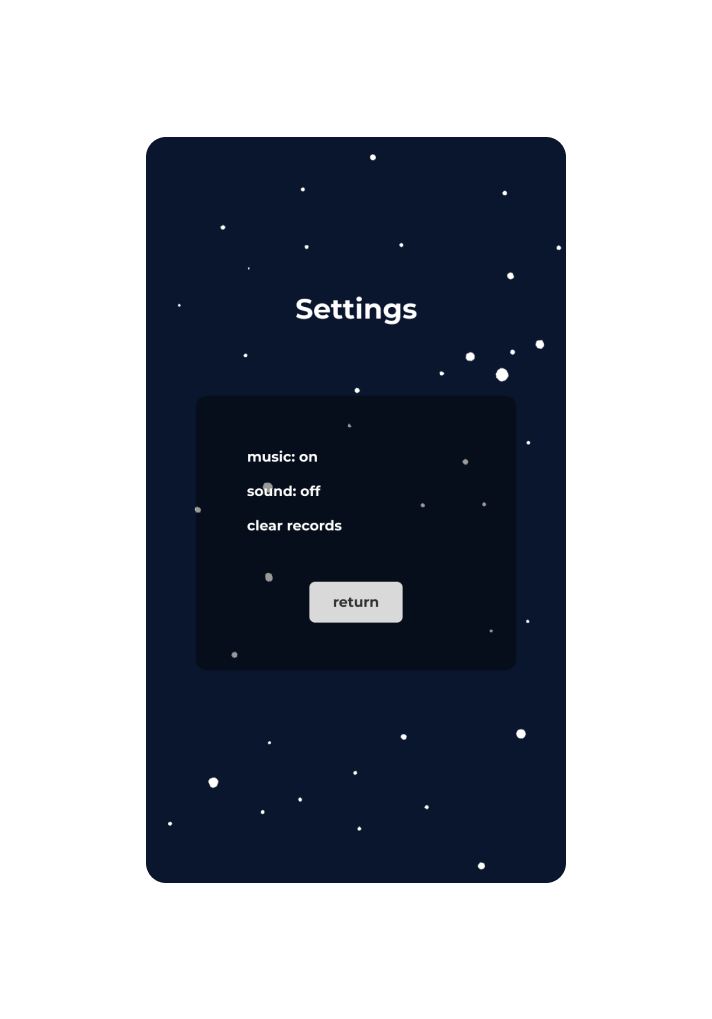 Settings
music: on
sound: off
clear records
return